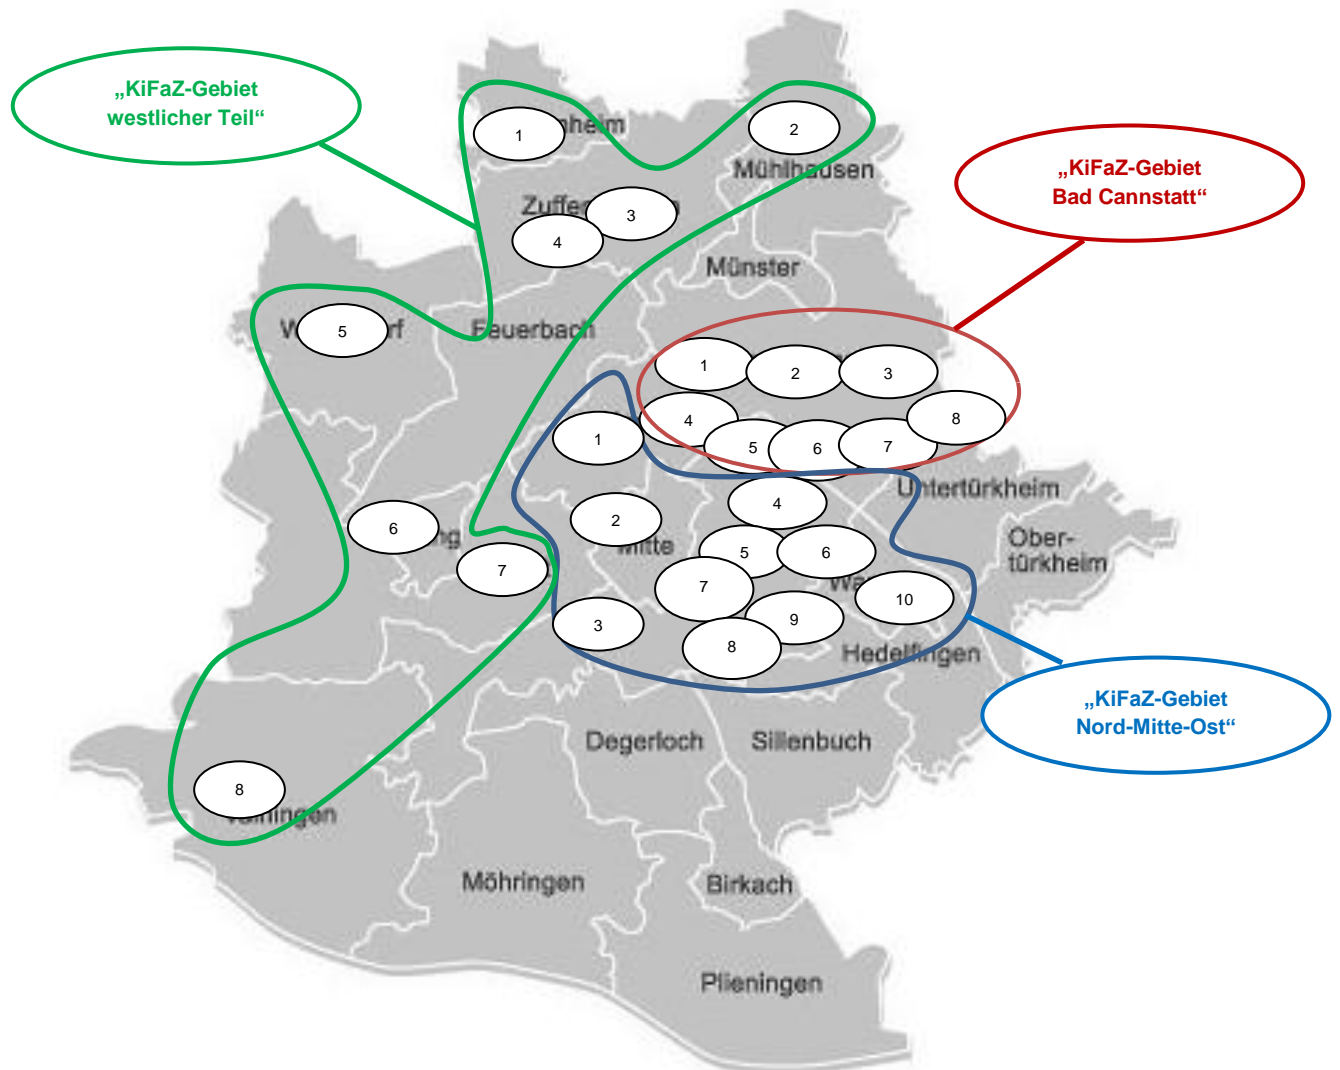 „KiFaZ-Gebiet
westlicher Teil“
1
nheim
2
Mühlhausen
„KiFaZ-Gebiet
Bad Cannstatt“
3
4
Münster
5
Feuerbach
1
2
3
4
5
6
7
8
1
2
Mitte
3
4
5
6
7
8
9
10
Untertürkheim
Ober-
türkheim
Hedelfingen
6
7
„KiFaZ-Gebiet
Nord-Mitte-Ost“
Degerloch
Sillenbuch
8
Möhringen
Birkach
Plieningen